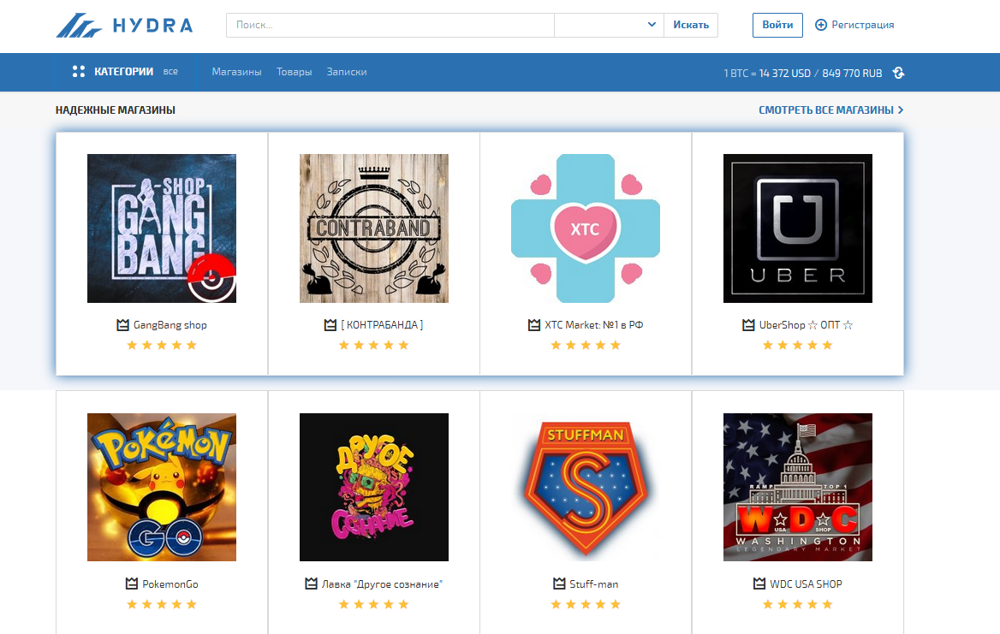 HYDRA
Поиск...
Искать
Войти
Регистрация
КАТЕГОРИИ все Магазины Товары Записки
1 BTC = 14 372 USD / 849 770 RUB
НАДЕЖНЫЕ МАГАЗИНЫ
СМОТРЕТЬ ВСЕ МАГАЗИНЫ
SHOP
GANG
BANG
CONTRABAND
XTC
UBER
GangBang shop
[ КОНТРАБАНДА ]
XTC Market: №1 в РФ
UberShop ☆ ОПТ ☆
POKéMON
GO
ДРУГОЕ
СОЗНАНИЕ
STUFFMAN
S
RAMP TOP 1
W☆D☆C
USA SHOP
WASHINGTON
LEGENDARY MARKET
PokemonGo
Лавка "Другое сознание"
Stuff-man
WDC USA SHOP